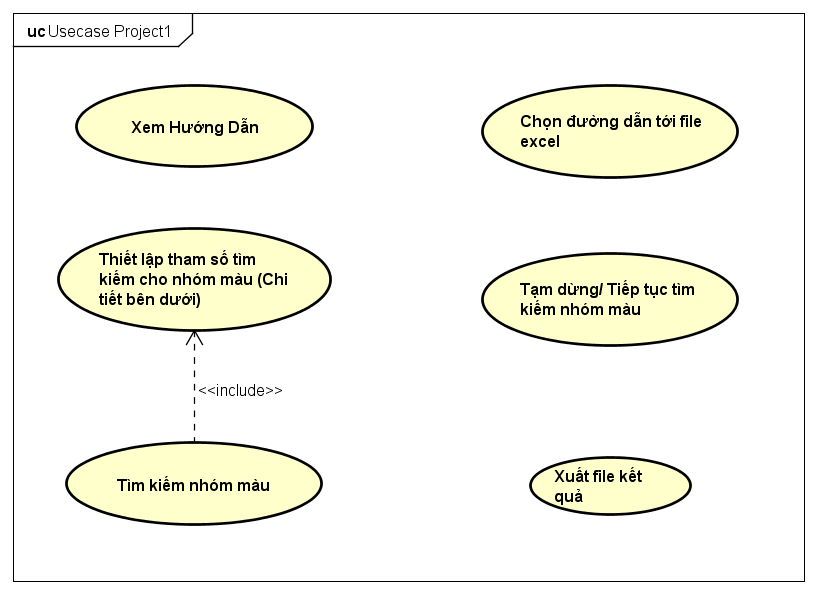 uc Usecase Project1
Xem Hướng Dẫn
Chọn đường dẫn tới file
excel
Thiết lập tham số tìm
kiếm cho nhóm màu (Chi
tiết bên dưới)
Tạm dừng/ Tiếp tục tìm
kiếm nhóm màu
<<include>>
Tìm kiếm nhóm màu
Xuất file kết
quả